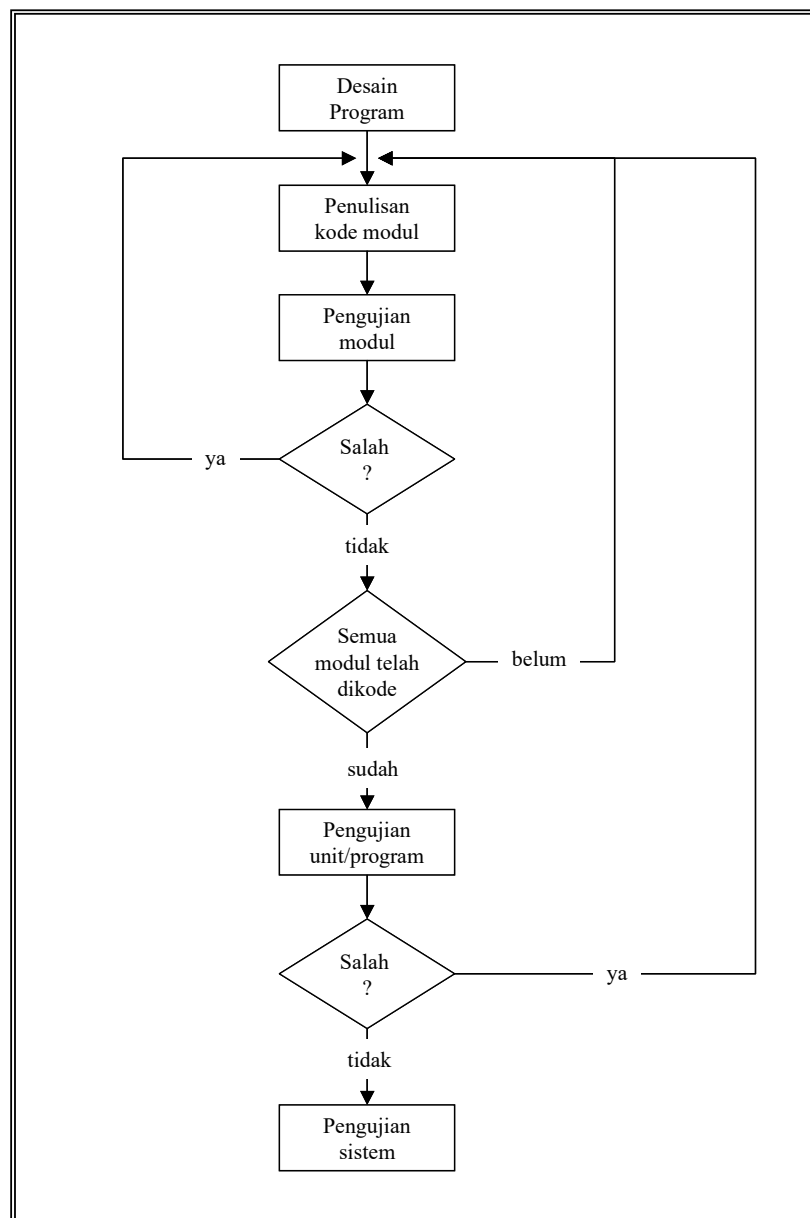 Desain
Program
Penulisan
kode modul
Pengujian
modul
Salah
?
ya
tidak
Semua
modul telah
dikode
belum
sudah
Pengujian
unit/program
Salah
?
ya
tidak
Pengujian
sistem